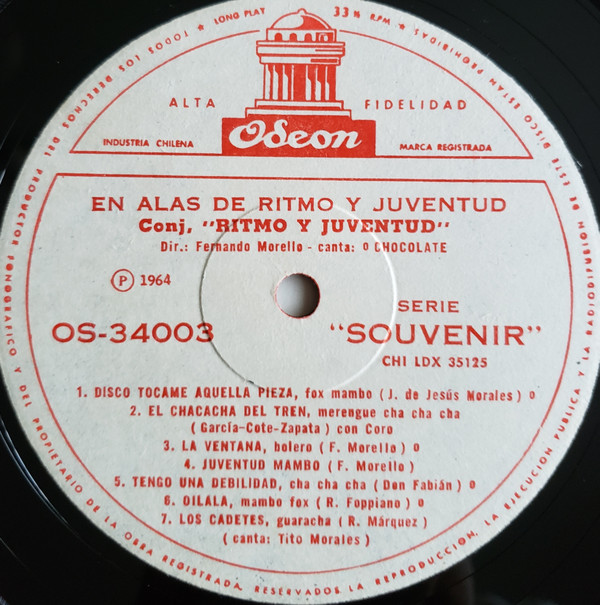 LONG PLAY 33⅓ RPM
ALTA FIDELIDAD
INDUSTRIA CHILENA Odeon MARCA REGISTRADA
EN ALAS DE RITMO Y JUVENTUD
Conj, "RITMO Y JUVENTUD"
Dir.: Fernando Morello - canta: o CHOCOLATE
℗ 1964
SERIE
OS-34003 "SOUVENIR"
CHI LDX 35125
1. DISCO TOCAME AQUELLA PIEZA, fox mambo (J. de Jesús Morales) o
2. EL CHACACHA DEL TREN, merengue cha cha cha
(García-Cote-Zapata) con Coro
3. LA VENTANA, bolero (F. Morello) o
4. JUVENTUD MAMBO (F. Morello)
5. TENGO UNA DEBILIDAD, cha cha cha (Don Fabián) o
6. OILALA, mambo fox (R. Foppiano) o
7. LOS CADETES, guaracha (R. Márquez)
(canta: Tito Morales)
TODOS LOS DERECHOS DEL PRODUCTOR FONOGRAFICO Y DEL PROPIETARIO DE LA OBRA REGISTRADA, RESERVADOS LA REPRODUCCION, LA EJECUCION PUBLICA Y LA RADIODIFUSION DE ESTE DISCO ESTAN PROHIBIDAS